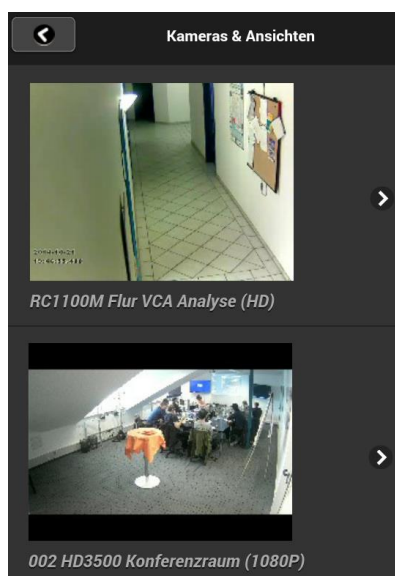 Kameras & Ansichten
RC1100M Flur VCA Analyse (HD)
002 HD3500 Konferenzraum (1080P)